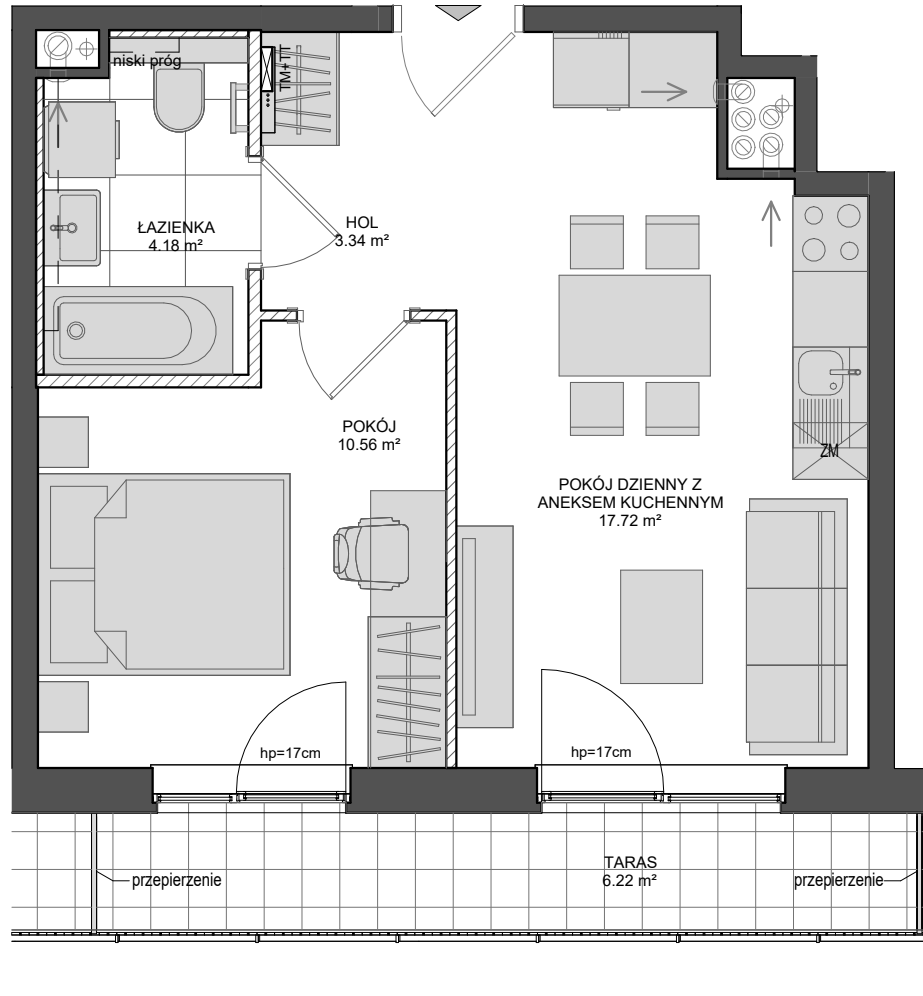 niski próg
TM+TT
ŁAZIENKA
4.18 m²
HOL
3.34 m²
POKÓJ
10.56 m²
ZM
POKÓJ DZIENNY Z
ANEKSEM KUCHENNYM
17.72 m²
hp=17cm
hp=17cm
TARAS
6.22 m²
przepierzenie
przepierzenie